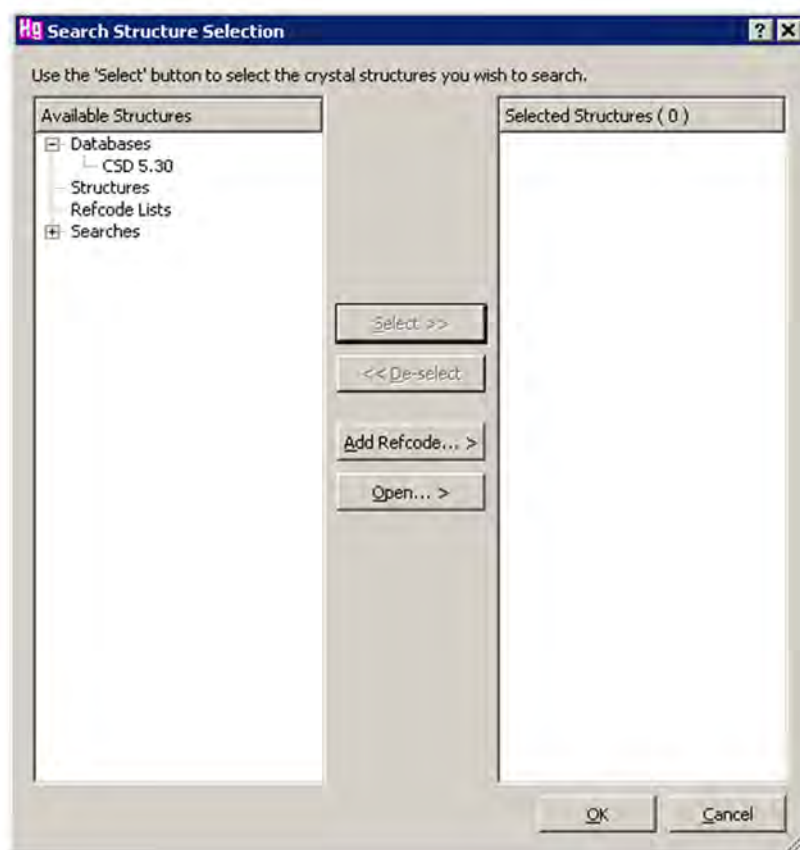 Hg Search Structure Selection
Use the 'Select' button to select the crystal structures you wish to search.
Available Structures
Databases
CSD 5.30
Structures
Refcode Lists
Searches
Select >>
<< De-select
Add Refcode... >
Open... >
Selected Structures ( 0 )
OK
Cancel